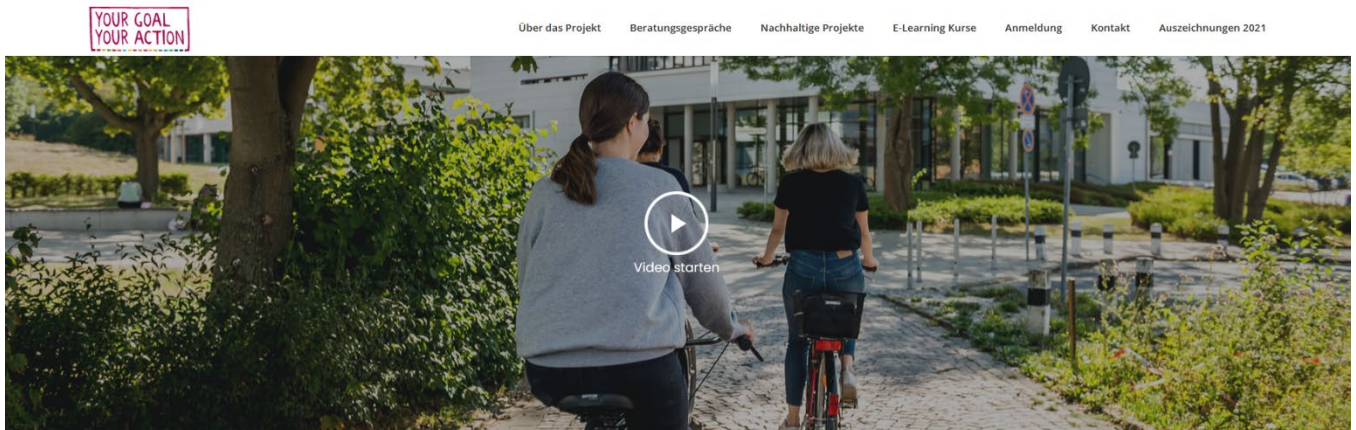 YOUR GOAL
YOUR ACTION
Über das Projekt Beratungsgespräche Nachhaltige Projekte E-Learning Kurse Anmeldung Kontakt Auszeichnungen 2021
Video starten